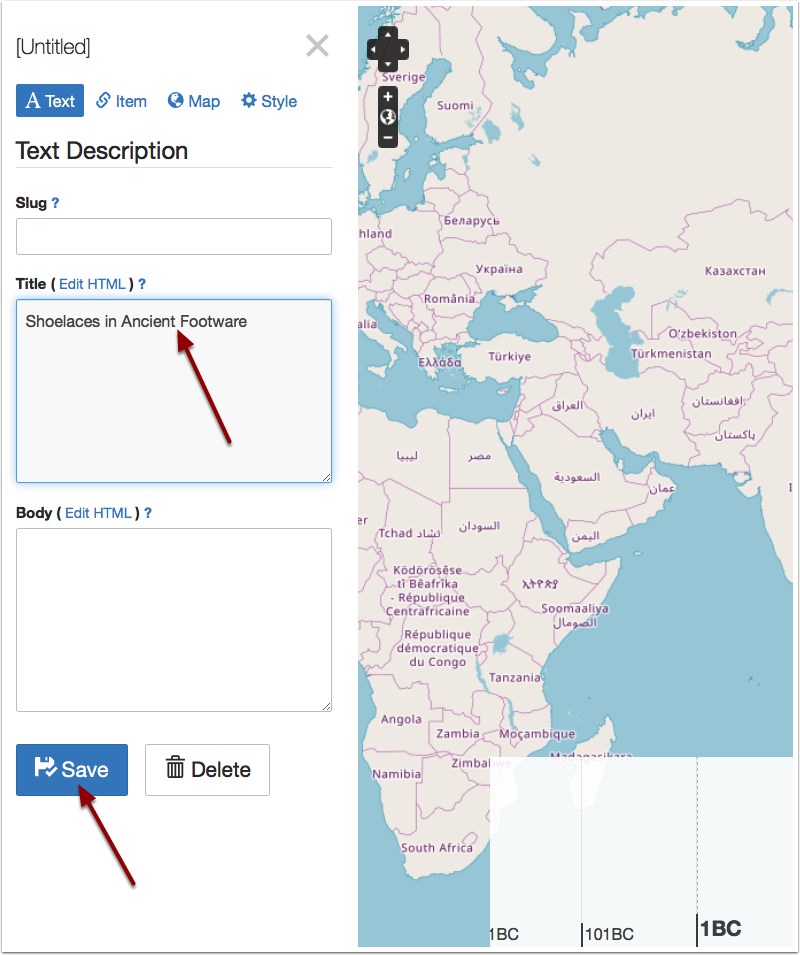 [Untitled]
Text
Item
Map
Style
Text Description
Slug ?
Title ( Edit HTML ) ?
Shoelaces in Ancient Footware
Body ( Edit HTML ) ?
Save
Delete
Sverige
Suomi
Беларусь
hland
Україна
Казахстан
România
alia
O'zbekiston
Türkmenistan
Ελλάδα
Türkiye
افغانستان
العراق
ایران
پاکستان
ليبيا
مصر
السعودية
عمان
er
Tchad تشاد
السودان
اليمن
ኢትዮጵያ
Ködörösêse
tî Bêafrîka
- République
Centrafricaine
Soomaaliya
الصومال
République
démocratique
du Congo
Tanzania
Angola
Zambia
Moçambique
Madagasikara
Zimbabwe
Namibia
South Africa
1BC
101BC
1BC